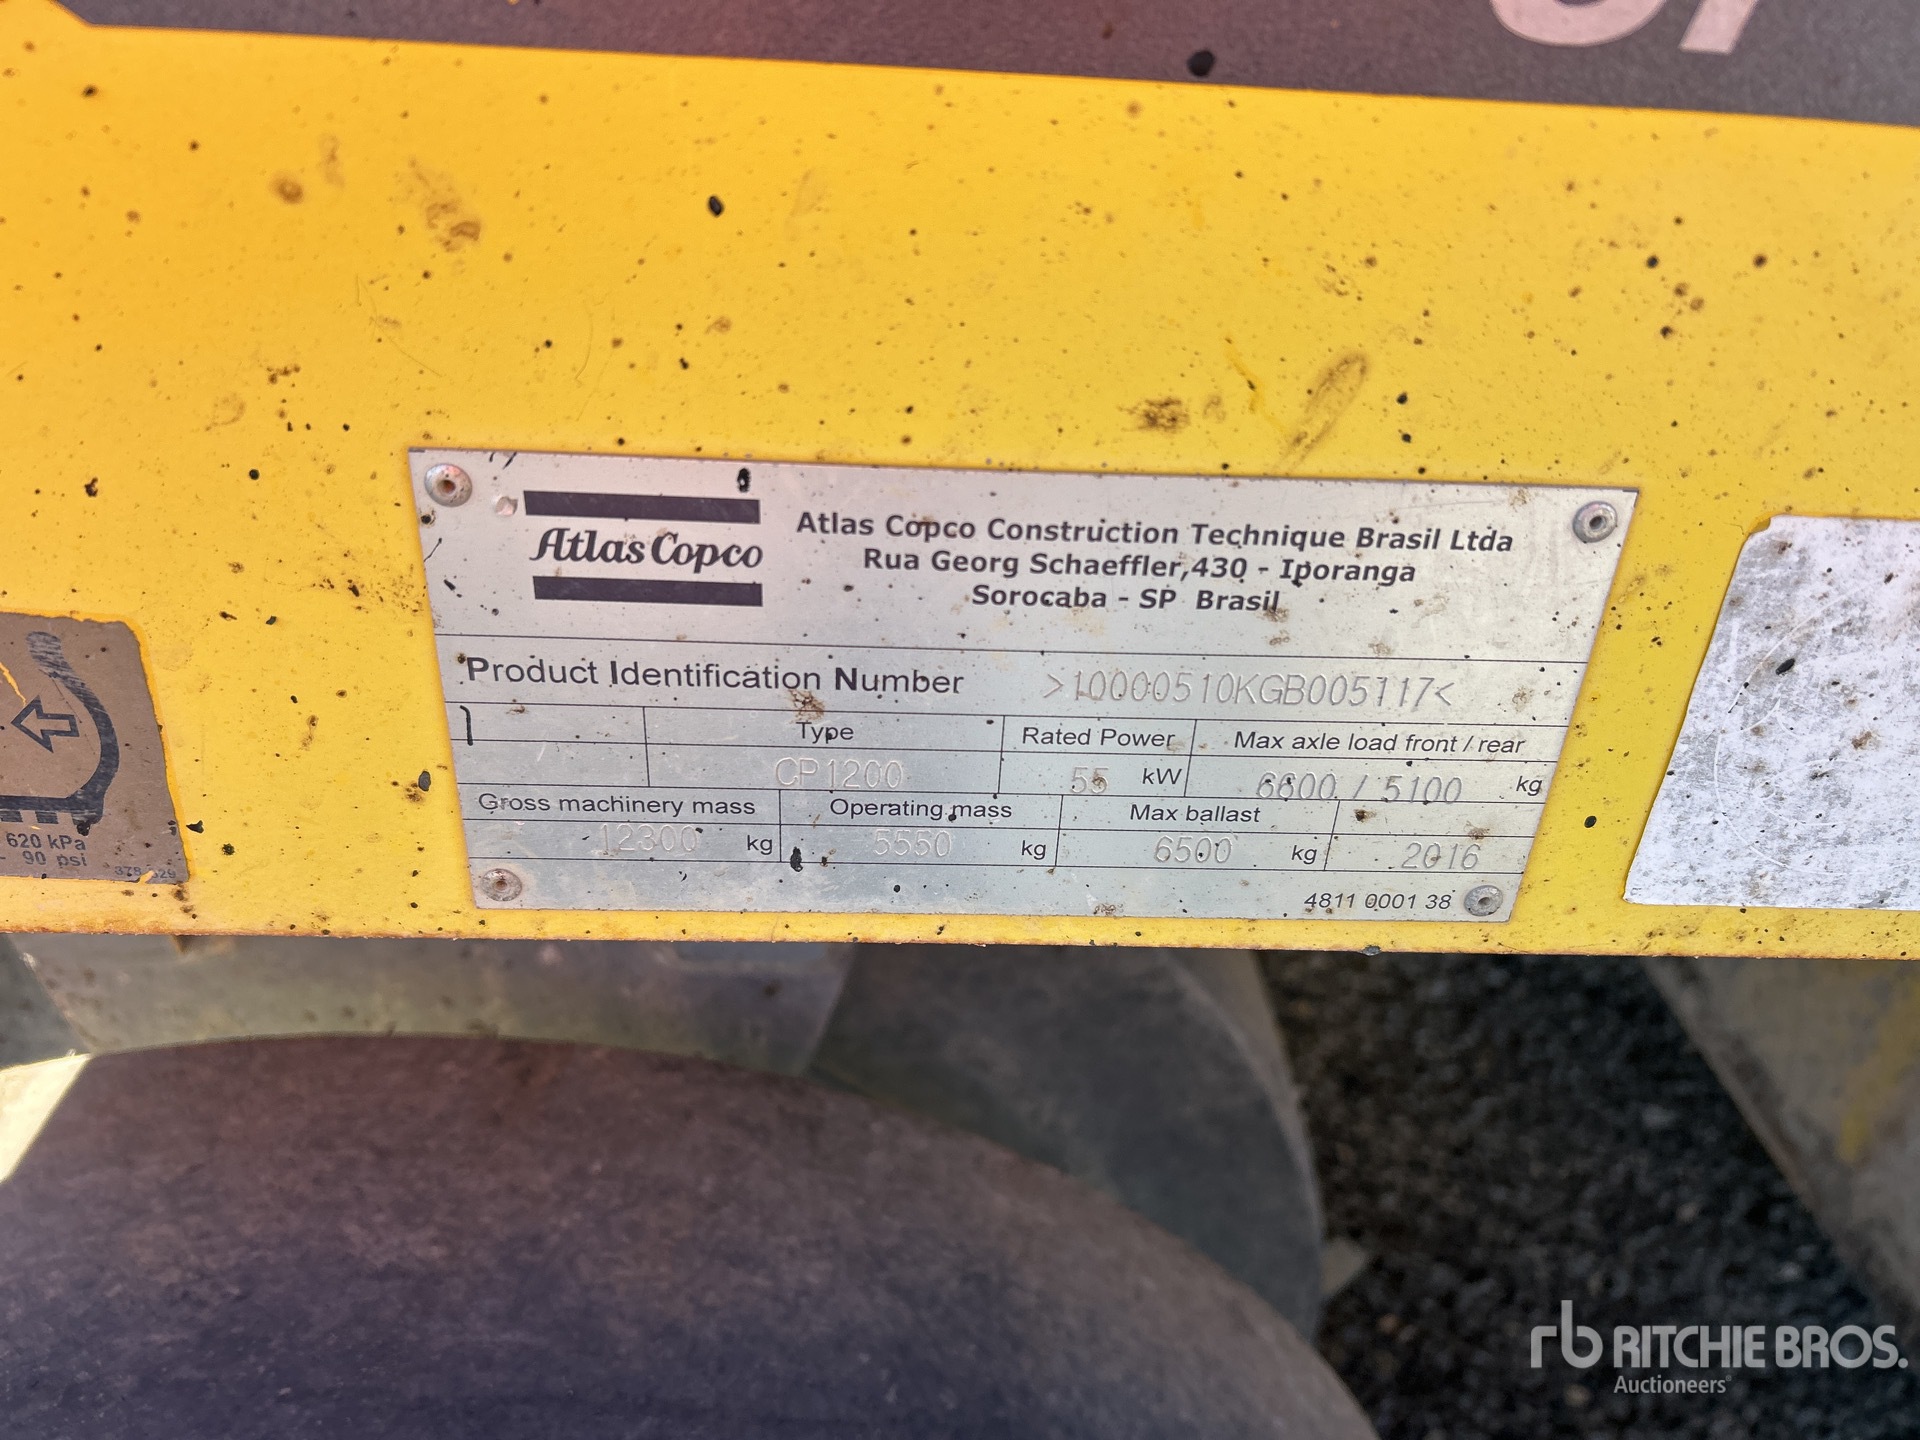 Atlas Copco
Atlas Copco Construction Technique Brasil Ltda
Rua Georg Schaeffler,430 - Iporanga
Sorocaba - SP Brasil
Product Identification Number >10000510KGB005117<
Type Rated Power Max axle load front / rear
CP1200 55 kW 6600 / 5100 kg
Gross machinery mass Operating mass Max ballast
12300 kg 5550 kg 6500 kg 2016
4811 0001 38
620 kPa
90 psi
rb RITCHIE BROS.
Auctioneers